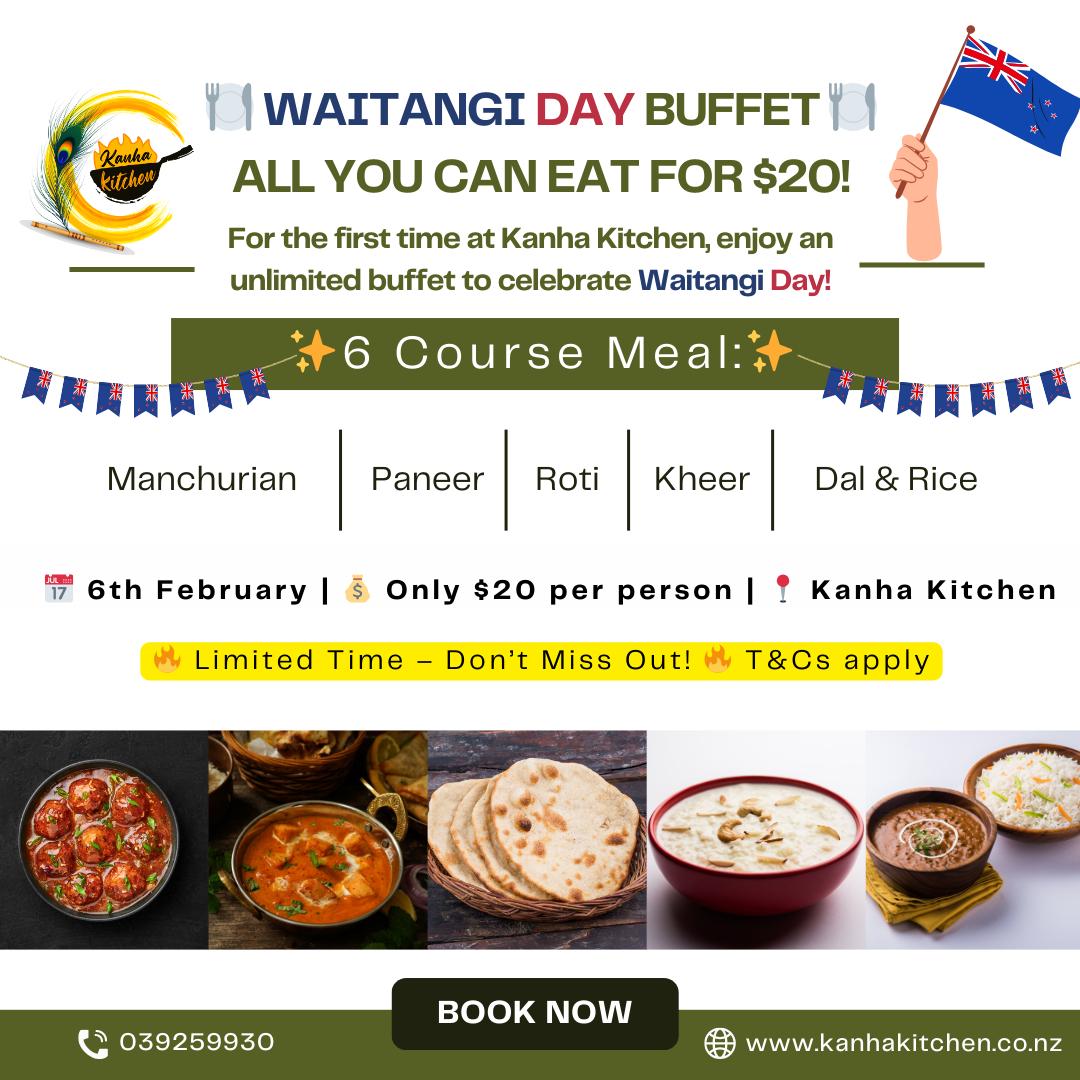 Kanha
Kitchen
🍽️ WAITANGI DAY BUFFET 🍽️
ALL YOU CAN EAT FOR $20!
For the first time at Kanha Kitchen, enjoy an
unlimited buffet to celebrate Waitangi Day!
✨6 Course Meal:✨
Manchurian | Paneer | Roti | Kheer | Dal & Rice
📅 6th February | 💰 Only $20 per person | 📍 Kanha Kitchen
🔥 Limited Time – Don’t Miss Out! 🔥 T&Cs apply
BOOK NOW
039259930
www.kanhakitchen.co.nz